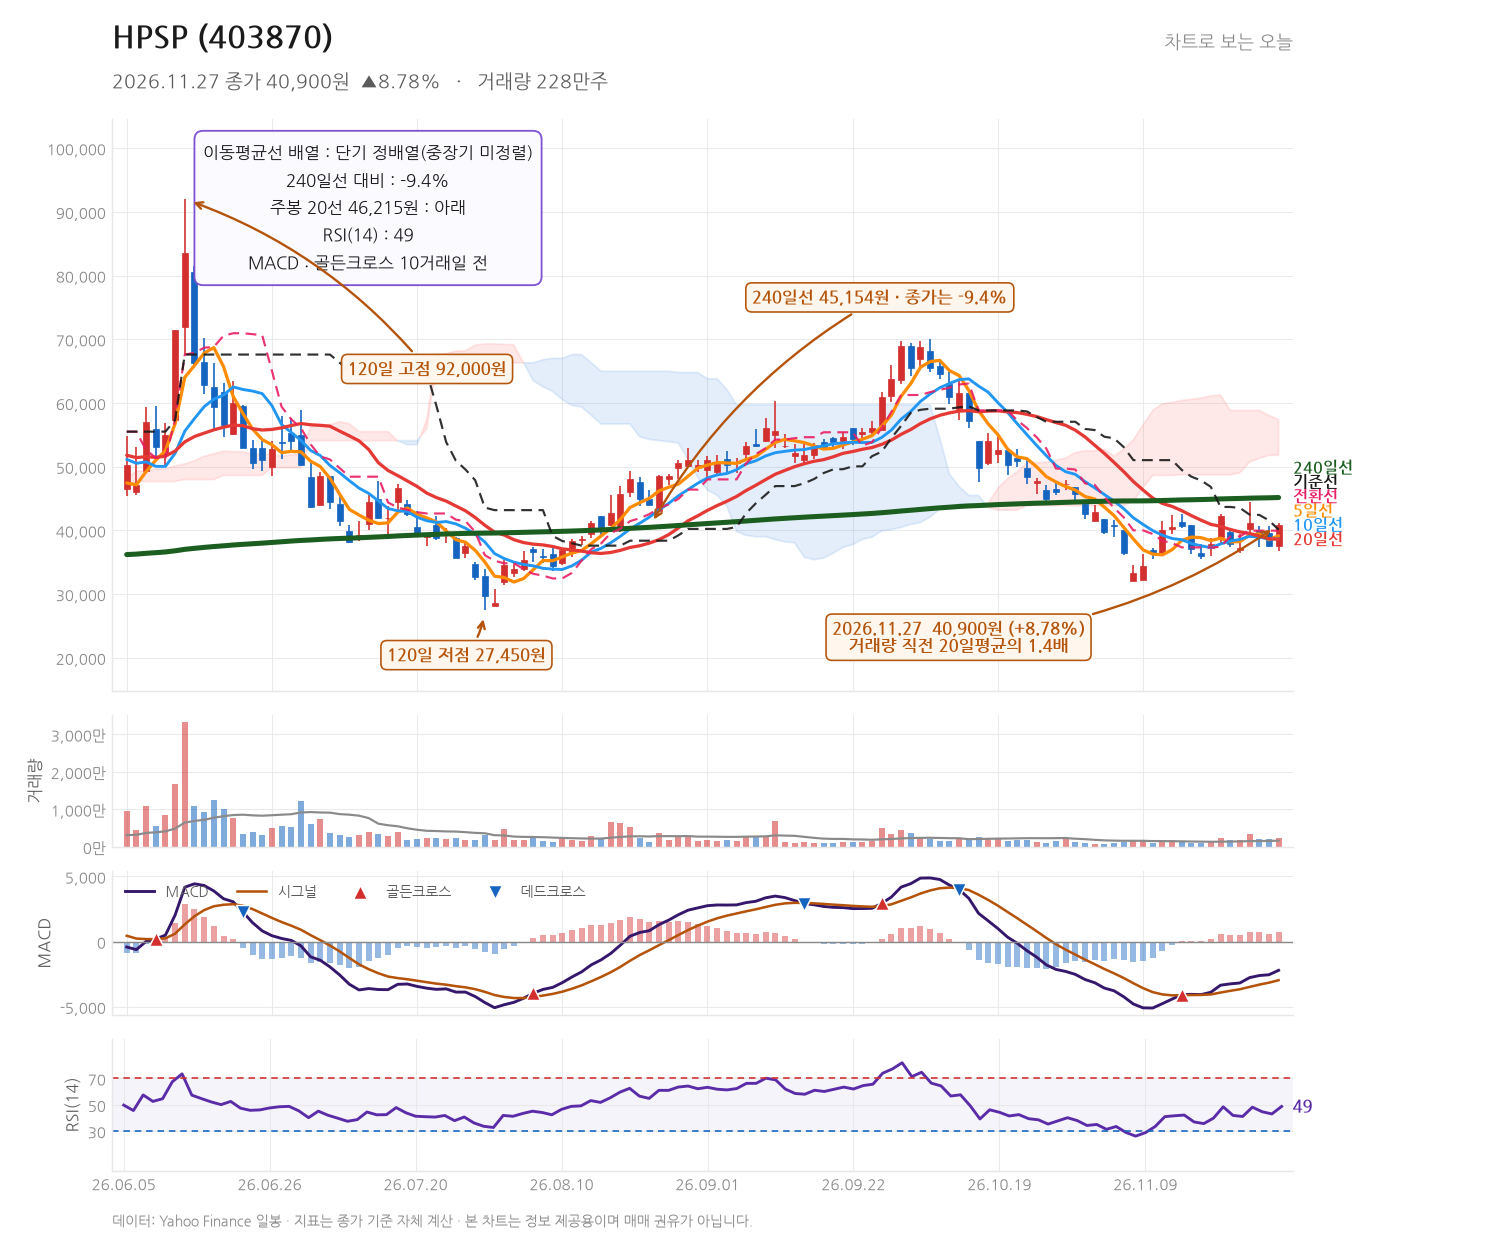 HPSP (403870)
차트로 보는 오늘
2026.11.27 종가 40,900원 ▲8.78% · 거래량 228만주
100,000
90,000
80,000
70,000
60,000
50,000
40,000
30,000
20,000
이동평균선 배열 : 단기 정배열(중장기 미정렬)
240일선 대비 : -9.4%
주봉 20선 46,215원 : 아래
RSI(14) : 49
MACD : 골든크로스 10거래일 전
240일선 45,154원 · 종가는 -9.4%
120일 고점 92,000원
120일 저점 27,450원
2026.11.27 40,900원 (+8.78%)
거래량 직전 20일평균의 1.4배
240일선
기준선
전환선
5일선
10일선
20일선
거래량
3,000만
2,000만
1,000만
0만
MACD
5,000
0
-5,000
MACD 시그널 골든크로스 데드크로스
RSI(14)
70
50
30
49
26.06.05 26.06.26 26.07.20 26.08.10 26.09.01 26.09.22 26.10.19 26.11.09
데이터: Yahoo Finance 일봉 · 지표는 종가 기준 자체 계산 · 본 차트는 정보 제공용이며 매매 권유가 아닙니다.